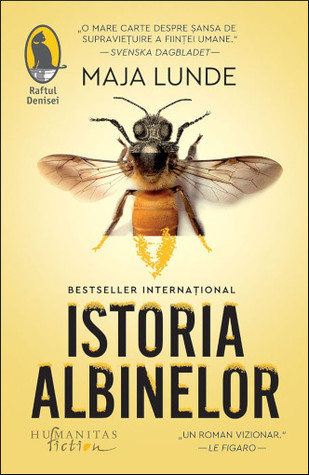 „O MARE CARTE DESPRE ȘANSA DE
SUPRAVIEȚUIRE A FIINȚEI UMANE.”
—SVENSKA DAGBLADET—
Raftul
Denisei
MAJA LUNDE
BESTSELLER INTERNAȚIONAL
ISTORIA
ALBINELOR
HUMANITAS
fiction
„UN ROMAN VIZIONAR.”
— LE FIGARO —